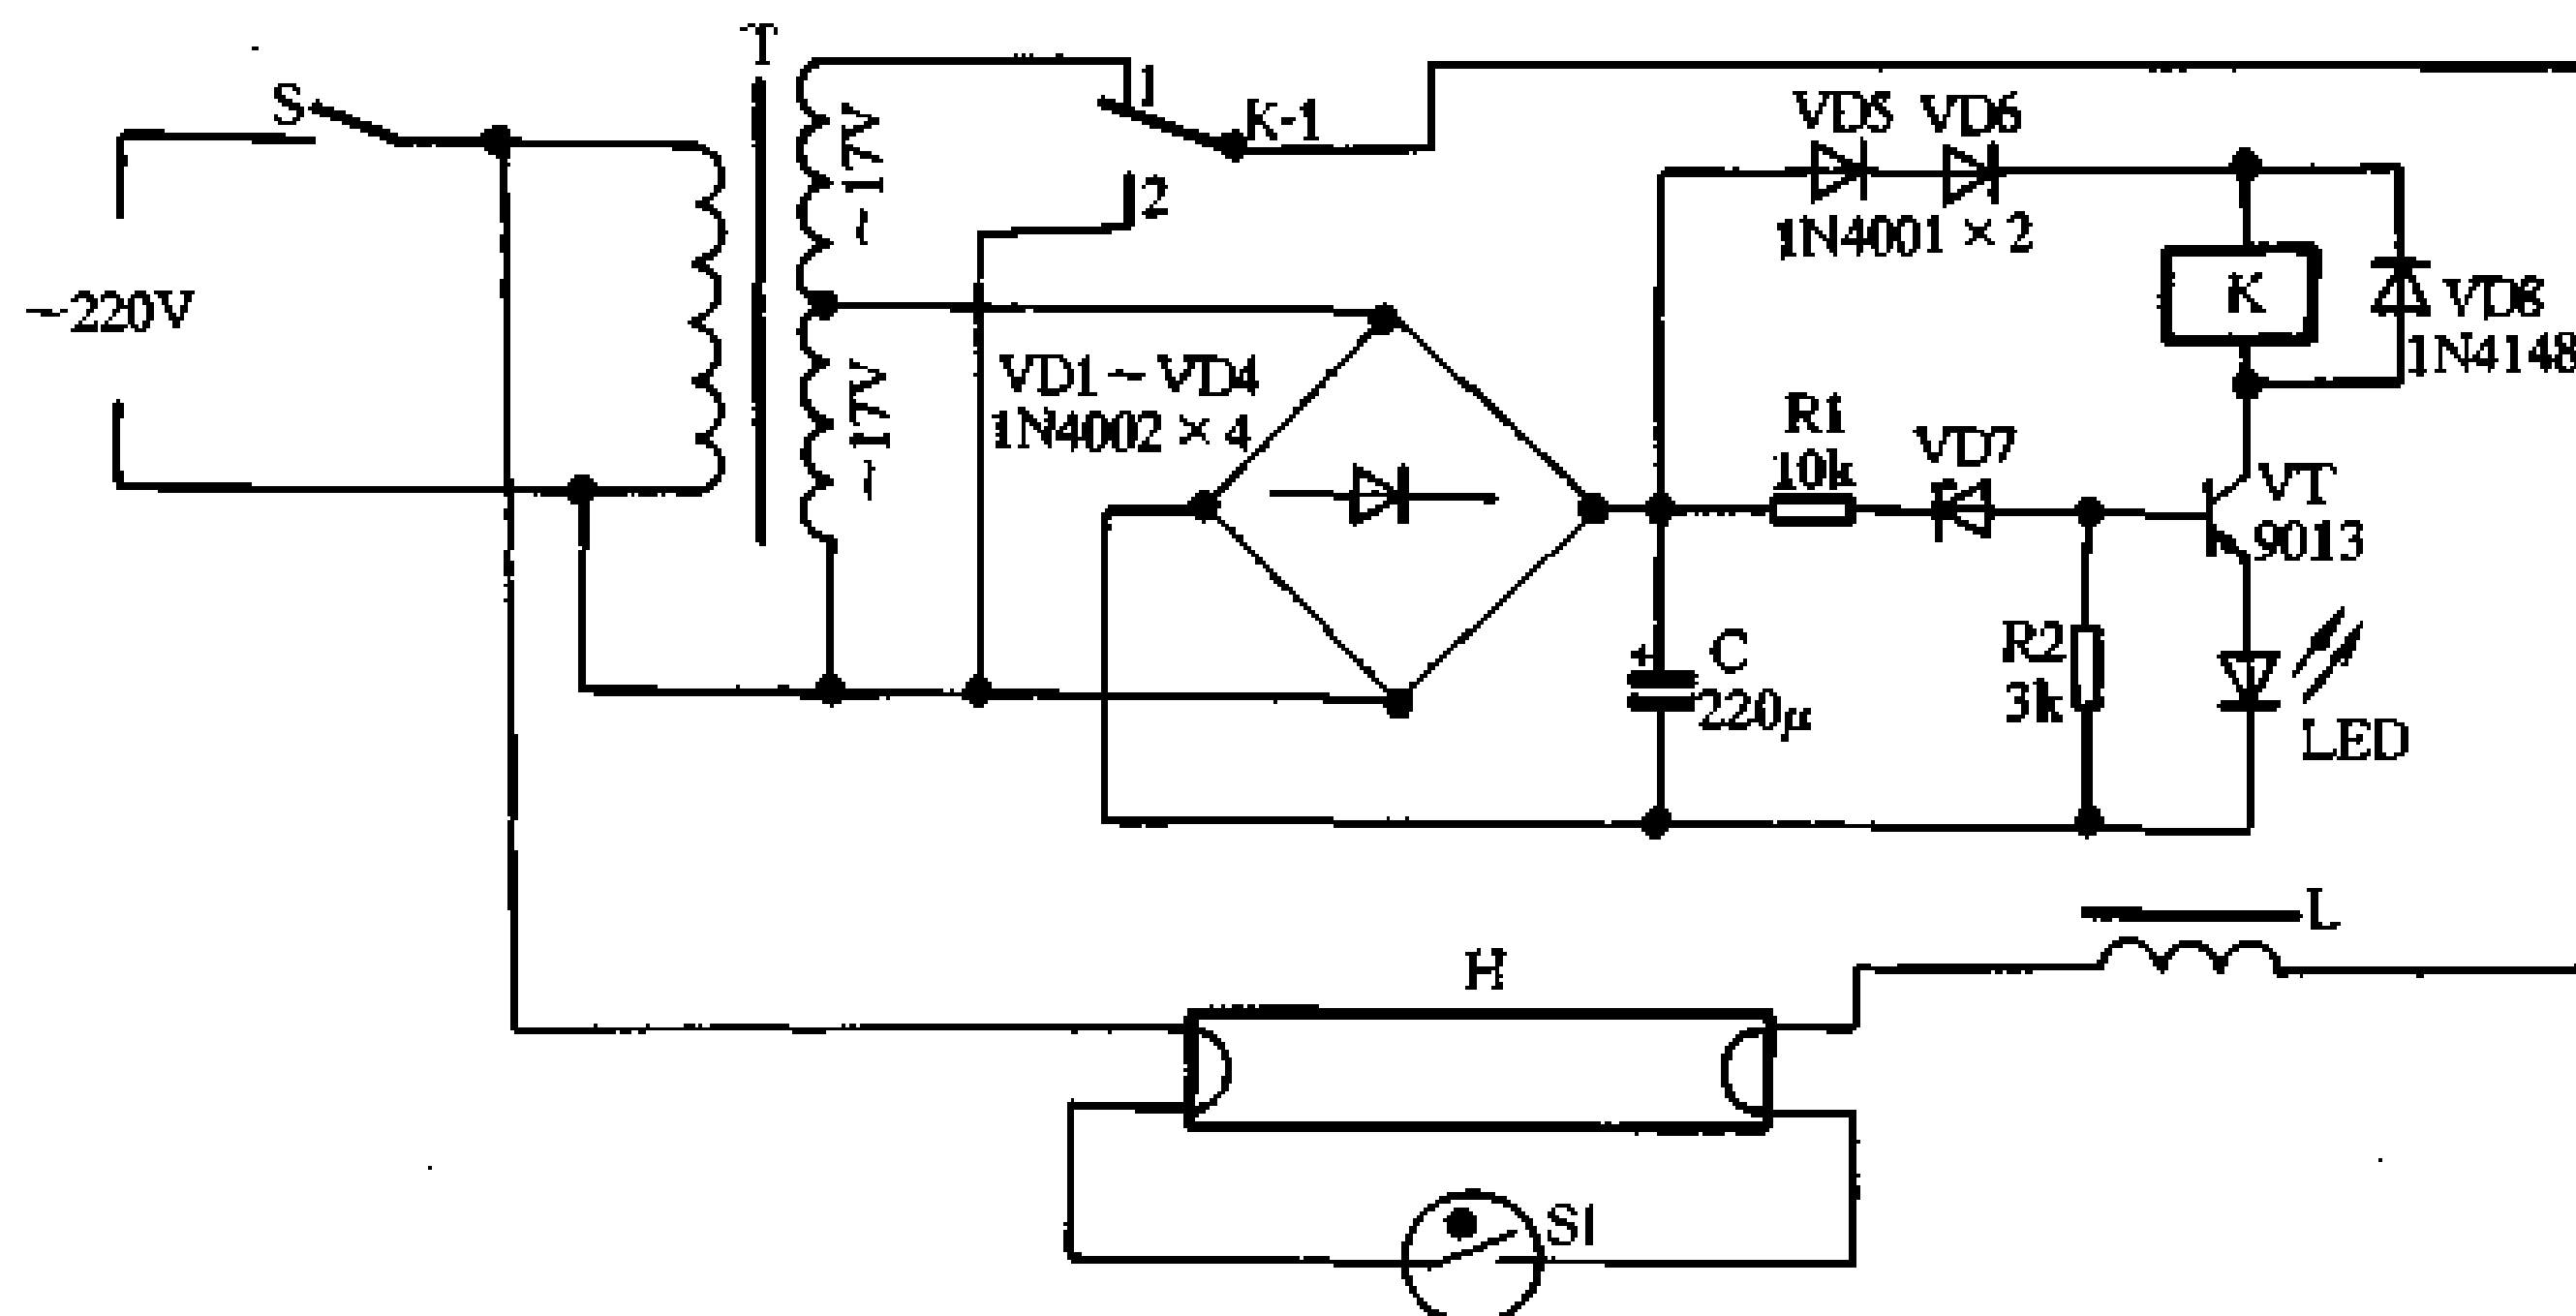 T
S
~220V
~17V
~17V
1
K-1
2
VD1~VD4
1N4002×4
VD5 VD6
1N4001×2
K
VD8
1N4148
R1
10k
VD7
VT
9013
C
+
220μ
R2
3k
LED
L
H
S1